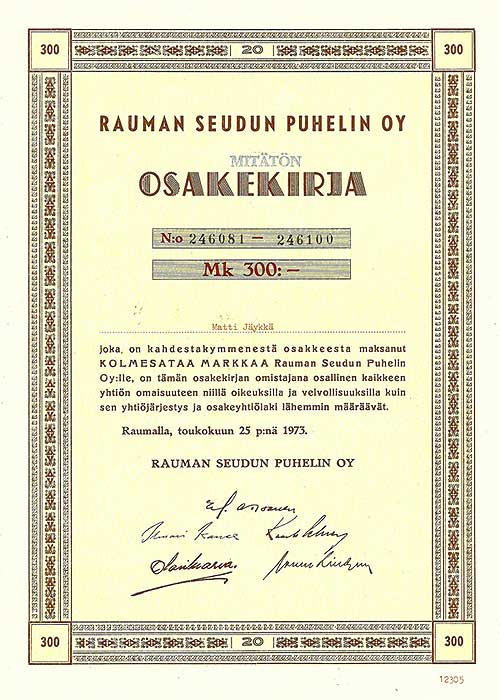 300 20 300
RAUMAN SEUDUN PUHELIN OY
MITÄTÖN
OSAKEKIRJA
N:o 246081 — 246100
Mk 300:—
Matti Jäykkä
joka, on kahdestakymmenestä osakkeesta maksanut
KOLMESATAA MARKKAA Rauman Seudun Puhelin
Oy:lle, on tämän osakekirjan omistajana osallinen kaikkeen
yhtiön omaisuuteen niillä oikeuksilla ja velvollisuuksilla kuin
sen yhtiöjärjestys ja osakeyhtiölaki lähemmin määräävät.
Raumalla, toukokuun 25 p:nä 1973.
RAUMAN SEUDUN PUHELIN OY
300 20 300
12305